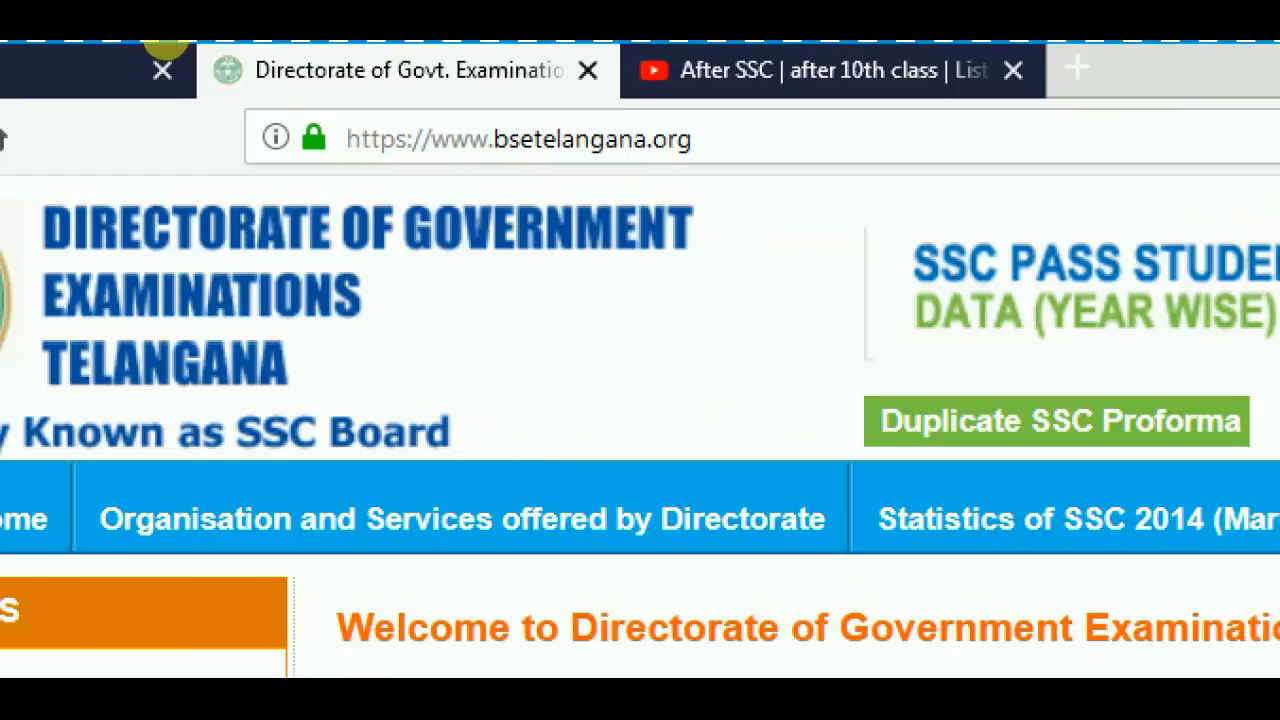 Directorate of Govt. Examinatio
After SSC | after 10th class | List
https://www.bsetelangana.org
DIRECTORATE OF GOVERNMENT
EXAMINATIONS
TELANGANA
y Known as SSC Board
SSC PASS STUDE
DATA (YEAR WISE)
Duplicate SSC Proforma
ome
Organisation and Services offered by Directorate
Statistics of SSC 2014 (Mar
S
Welcome to Directorate of Government Examinatio